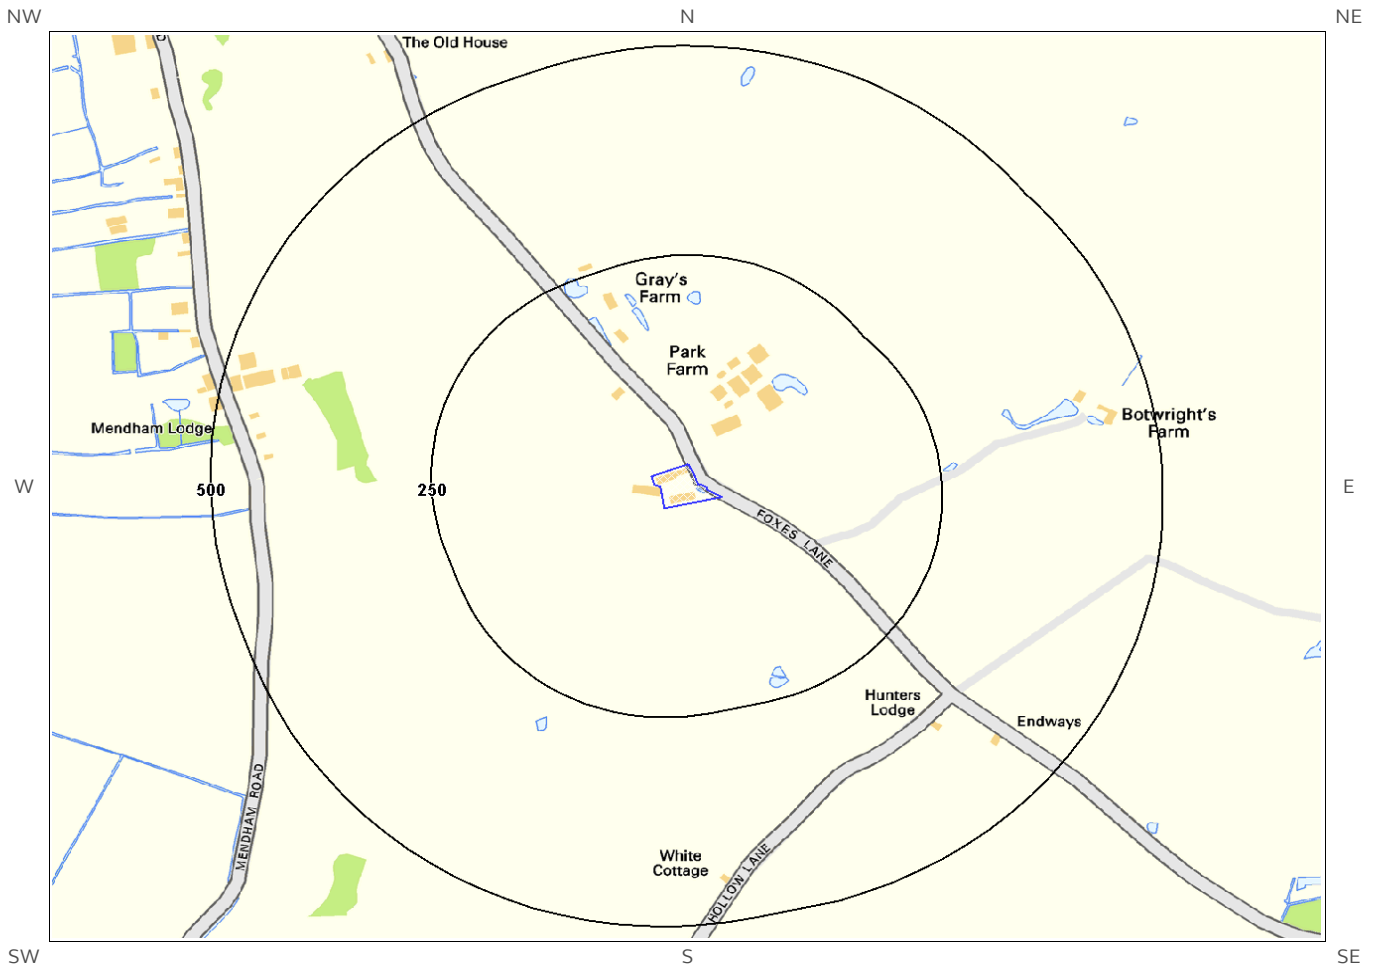 NW
N
NE
The Old House
Gray's
Farm
Park
Farm
Botwright's
Farm
Mendham Lodge
W
500
250
E
FOXES LANE
Hunters
Lodge
Endways
MENDHAM ROAD
White
Cottage
HOLLOW LANE
SW
S
SE